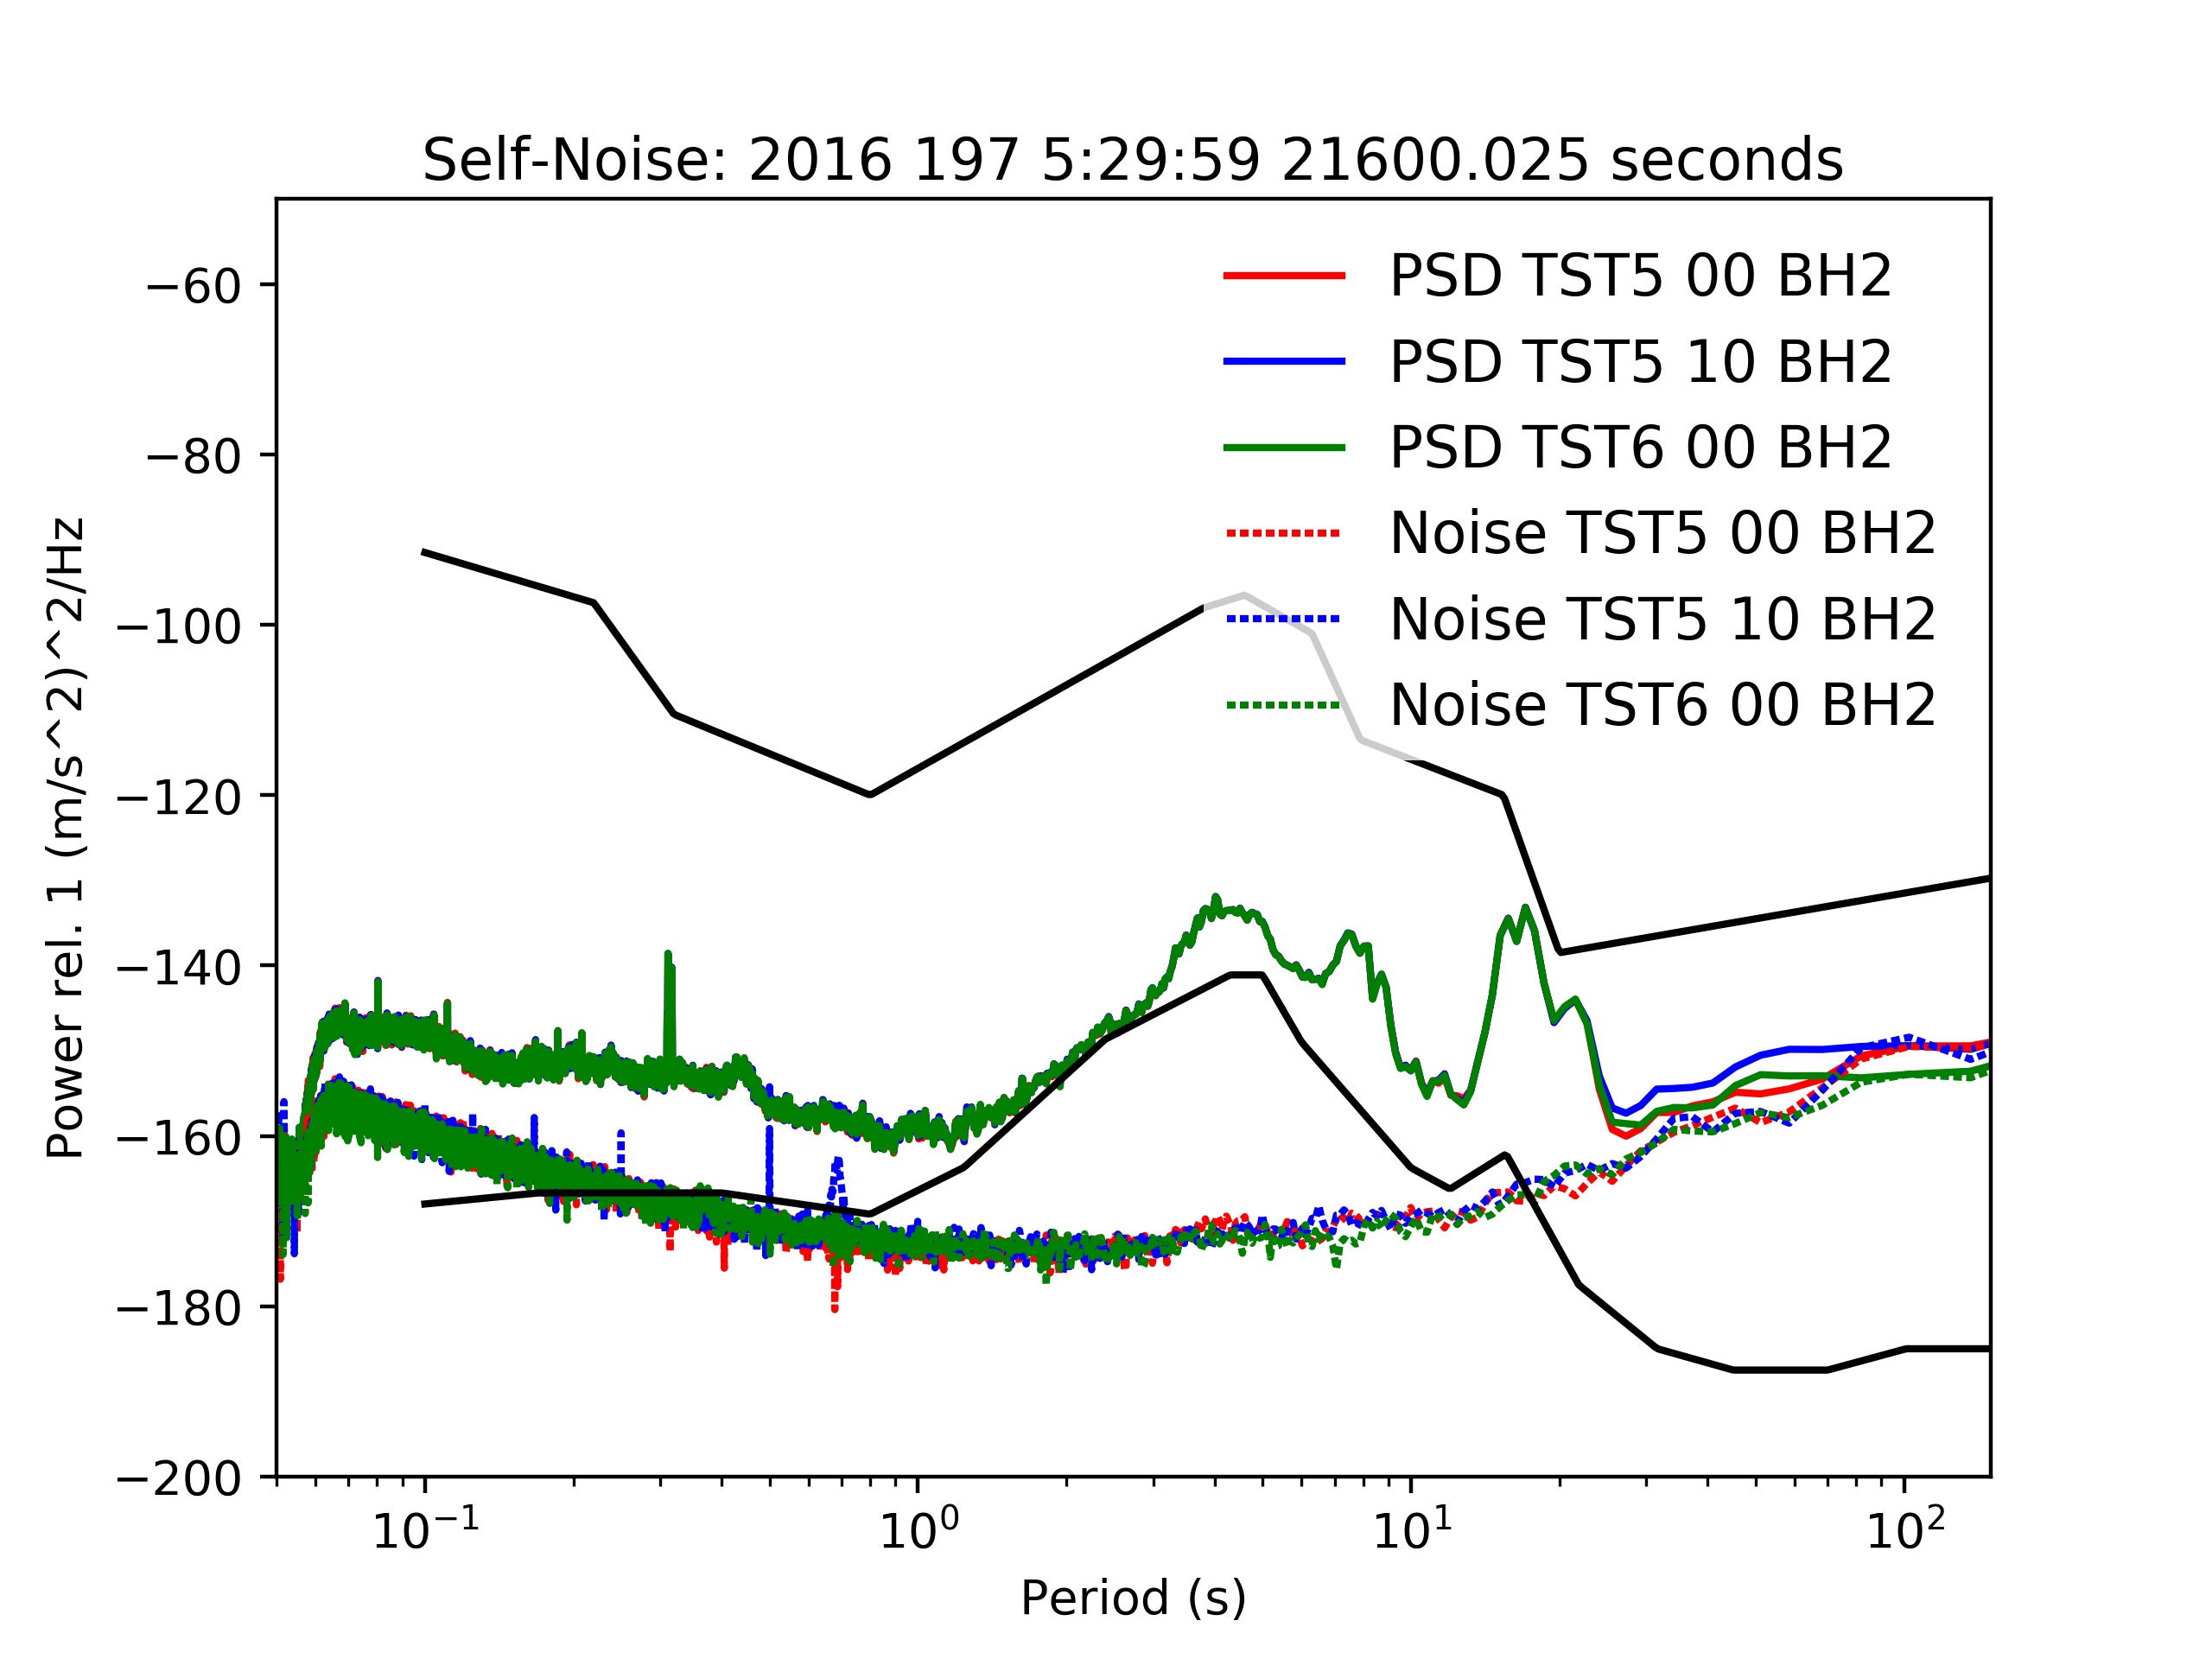 Self-Noise: 2016 197 5:29:59 21600.025 seconds
Power rel. 1 (m/s^2)^2/Hz
−60
−80
−100
−120
−140
−160
−180
−200
PSD TST5 00 BH2
PSD TST5 10 BH2
PSD TST6 00 BH2
Noise TST5 00 BH2
Noise TST5 10 BH2
Noise TST6 00 BH2
10⁻¹ 10⁰ 10¹ 10²
Period (s)